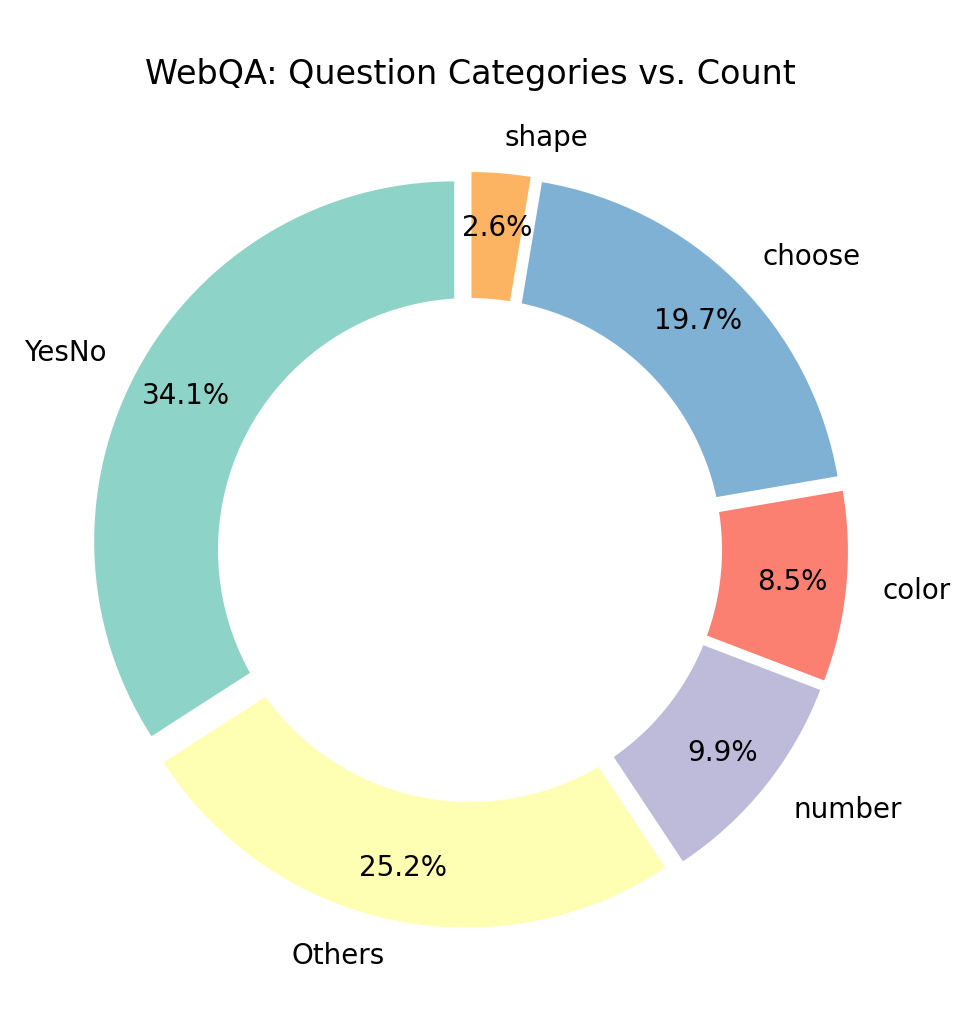 WebQA: Question Categories vs. Count
shape
2.6%
choose
19.7%
YesNo
34.1%
color
8.5%
number
9.9%
25.2%
Others